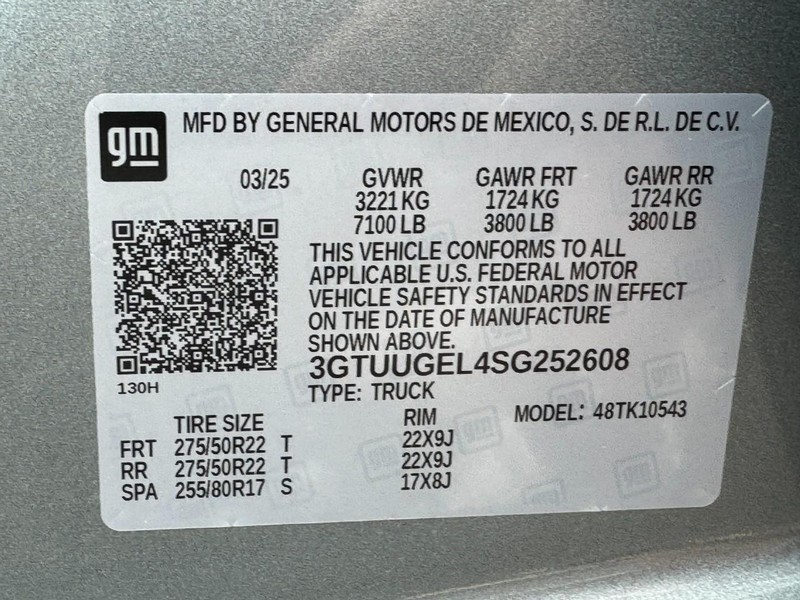 gm MFD BY GENERAL MOTORS DE MEXICO, S. DE R.L. DE C.V.
03/25 GVWR GAWR FRT GAWR RR
3221 KG 1724 KG 1724 KG
7100 LB 3800 LB 3800 LB
THIS VEHICLE CONFORMS TO ALL
APPLICABLE U.S. FEDERAL MOTOR
VEHICLE SAFETY STANDARDS IN EFFECT
ON THE DATE OF MANUFACTURE
SHOWN ABOVE.
3GTUUGEL4SG252608
130H
TYPE: TRUCK
TIRE SIZE RIM MODEL: 48TK10543
FRT 275/50R22 T 22X9J
RR 275/50R22 T 22X9J
SPA 255/80R17 S 17X8J